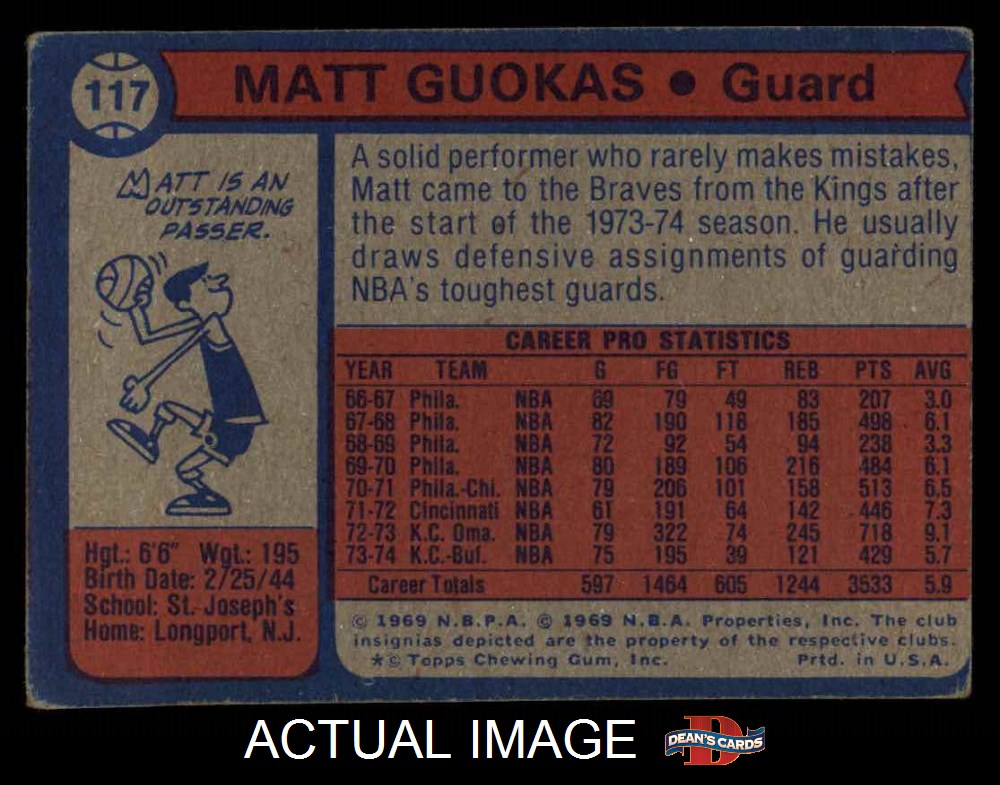 117
MATT GUOKAS • Guard
MATT IS AN
OUTSTANDING
PASSER.
A solid performer who rarely makes mistakes,
Matt came to the Braves from the Kings after
the start of the 1973-74 season. He usually
draws defensive assignments of guarding
NBA's toughest guards.
CAREER PRO STATISTICS
YEAR TEAM G FG FT REB PTS AVG
66-67 Phila. NBA 69 79 49 83 207 3.0
67-68 Phila. NBA 82 190 118 185 498 6.1
68-69 Phila. NBA 72 92 54 94 238 3.3
69-70 Phila. NBA 80 189 106 216 484 6.1
70-71 Phila.-Chi. NBA 79 206 101 158 513 6.5
71-72 Cincinnati NBA 61 191 64 142 446 7.3
72-73 K.C. Oma. NBA 79 322 74 245 718 9.1
73-74 K.C.-Buf. NBA 75 195 39 121 429 5.7
Career Totals 597 1464 605 1244 3533 5.9
Hgt.: 6'6" Wgt.: 195
Birth Date: 2/25/44
School: St. Joseph's
Home: Longport, N.J.
© 1969 N.B.P.A. © 1969 N.B.A. Properties, Inc. The club
insignias depicted are the property of the respective clubs.
*© Topps Chewing Gum, Inc. Prtd. in U.S.A.
ACTUAL IMAGE
D
DEAN'S CARDS